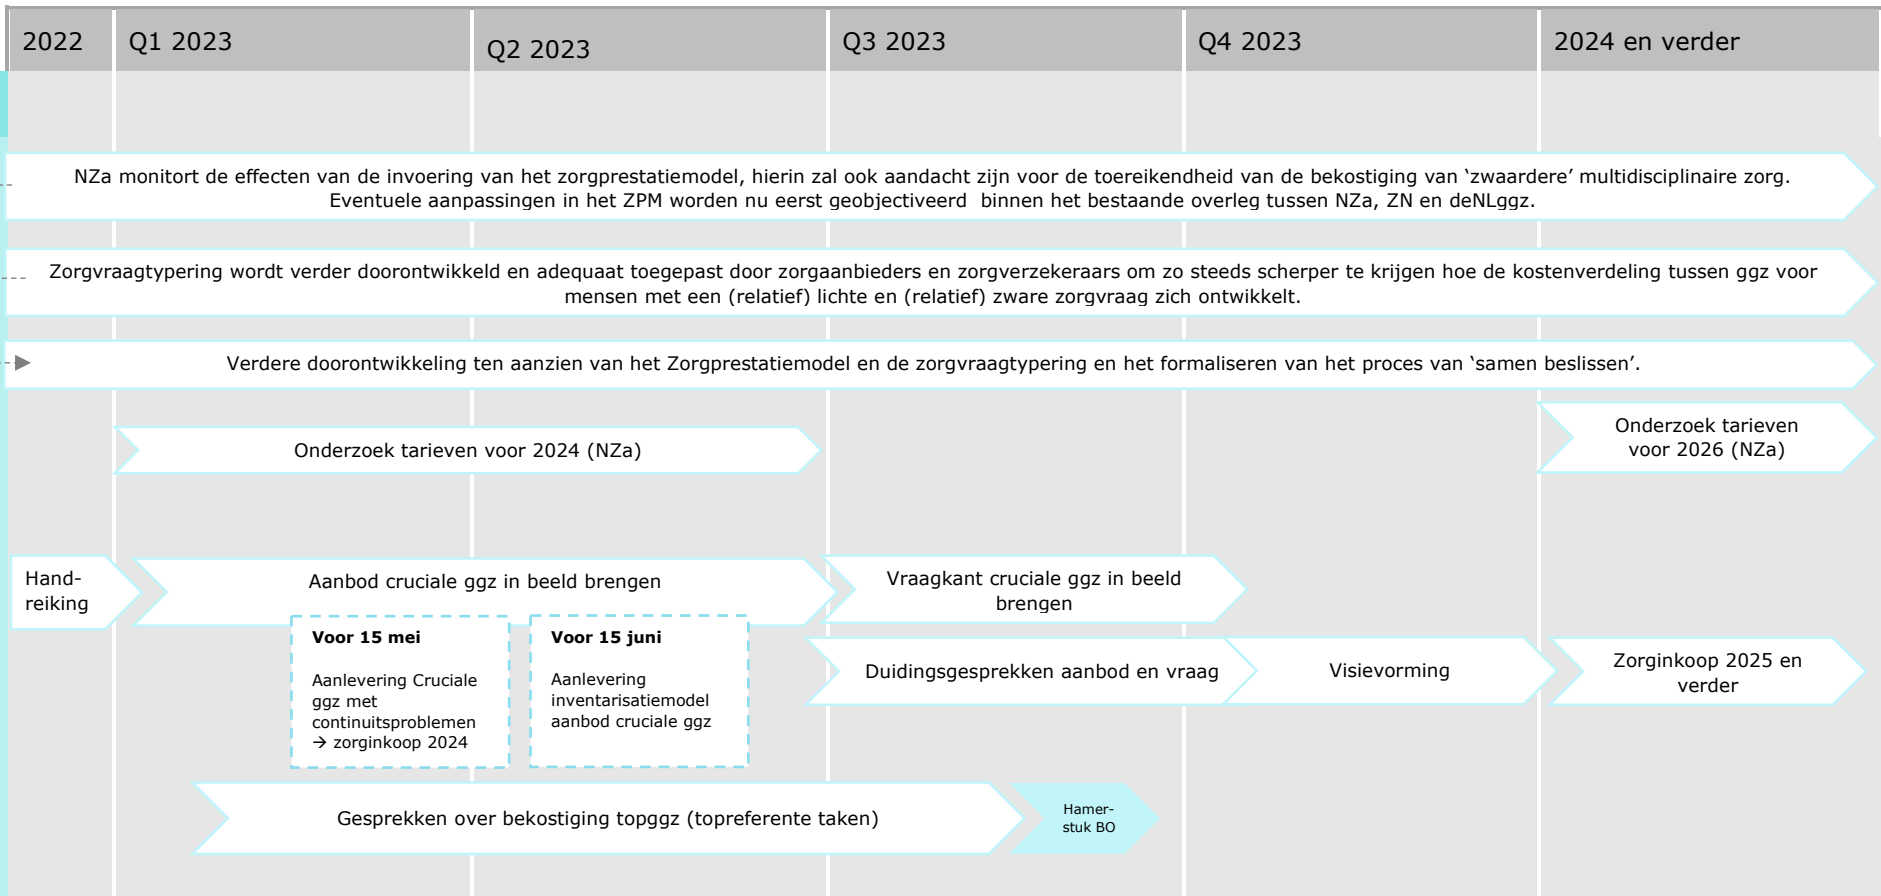 2022
Q1 2023
Q2 2023
Q3 2023
Q4 2023
2024 en verder
NZa monitort de effecten van de invoering van het zorgprestatiemodel, hierin zal ook aandacht zijn voor de toereikendheid van de bekostiging van ‘zwaardere’ multidisciplinaire zorg.
Eventuele aanpassingen in het ZPM worden nu eerst geobjectiveerd binnen het bestaande overleg tussen NZa, ZN en deNLggz.
Zorgvraagtypering wordt verder doorontwikkeld en adequaat toegepast door zorgaanbieders en zorgverzekeraars om zo steeds scherper te krijgen hoe de kostenverdeling tussen ggz voor
mensen met een (relatief) lichte en (relatief) zware zorgvraag zich ontwikkelt.
Verdere doorontwikkeling ten aanzien van het Zorgprestatiemodel en de zorgvraagtypering en het formaliseren van het proces van ‘samen beslissen’.
Onderzoek tarieven voor 2024 (NZa)
Onderzoek tarieven
voor 2026 (NZa)
Hand-
reiking
Aanbod cruciale ggz in beeld brengen
Vraagkant cruciale ggz in beeld
brengen
Voor 15 mei
Aanlevering Cruciale
ggz met
continuitsproblemen
→ zorginkoop 2024
Voor 15 juni
Aanlevering
inventarisatiemodel
aanbod cruciale ggz
Duidingsgesprekken aanbod en vraag
Visievorming
Zorginkoop 2025 en
verder
Gesprekken over bekostiging topggz (topreferente taken)
Hamer-
stuk BO